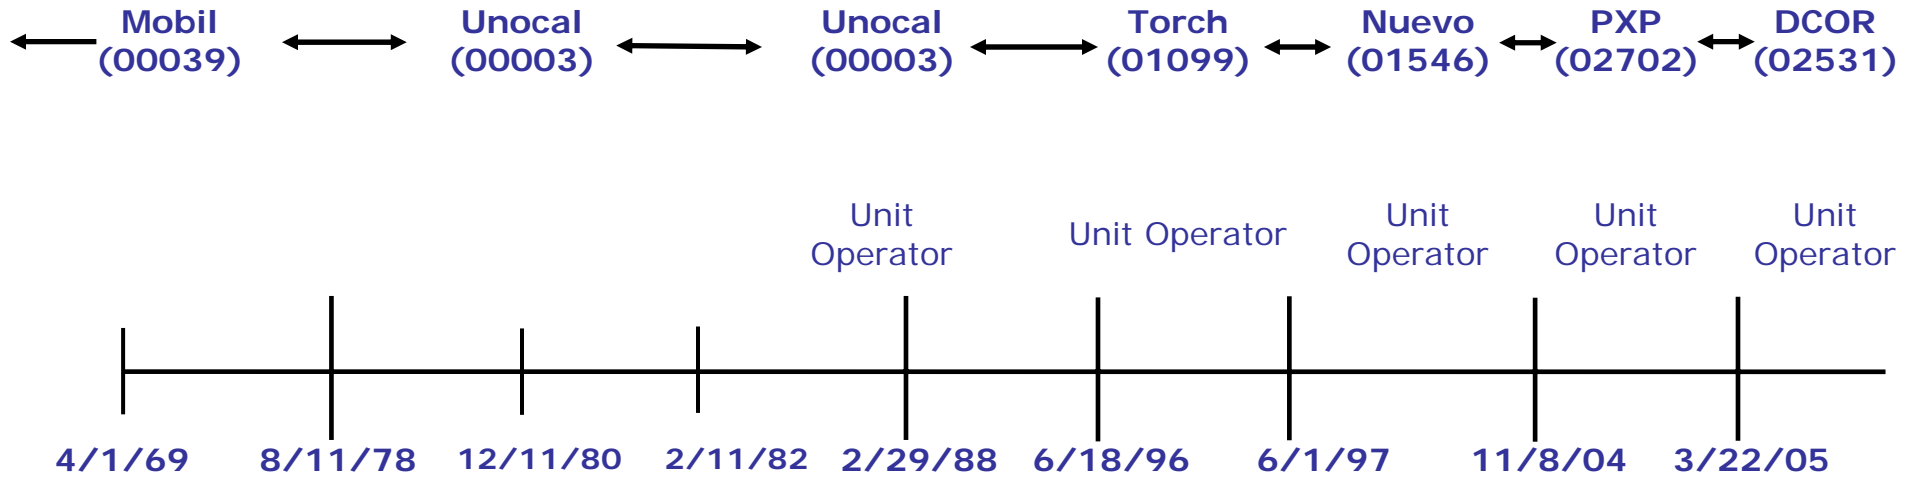 Mobil Unocal Unocal Torch Nuevo PXP DCOR
(00039) (00003) (00003) (01099) (01546) (02702) (02531)
Unit Unit Unit Unit
Operator Unit Operator Operator Operator Operator
4/1/69 8/11/78 12/11/80 2/11/82 2/29/88 6/18/96 6/1/97 11/8/04 3/22/05